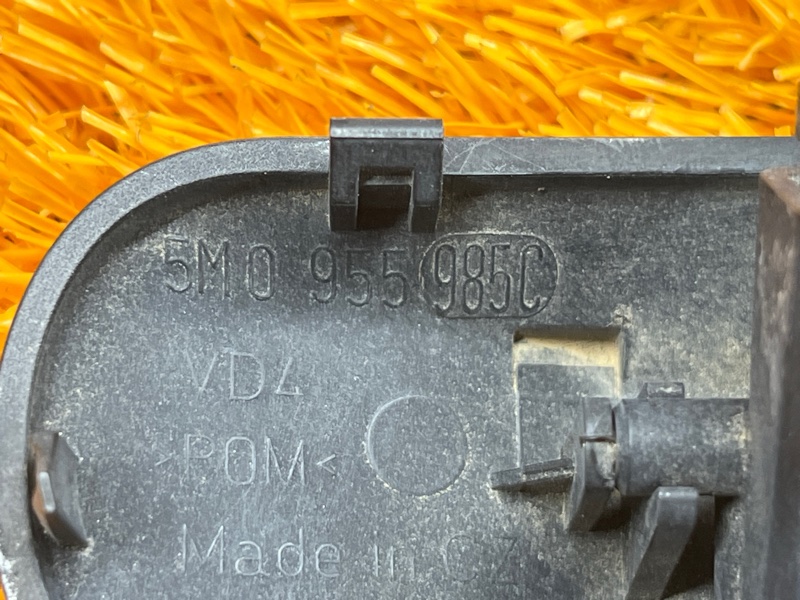 5M0 955 985C
VD4
>POM<
Made in CZ